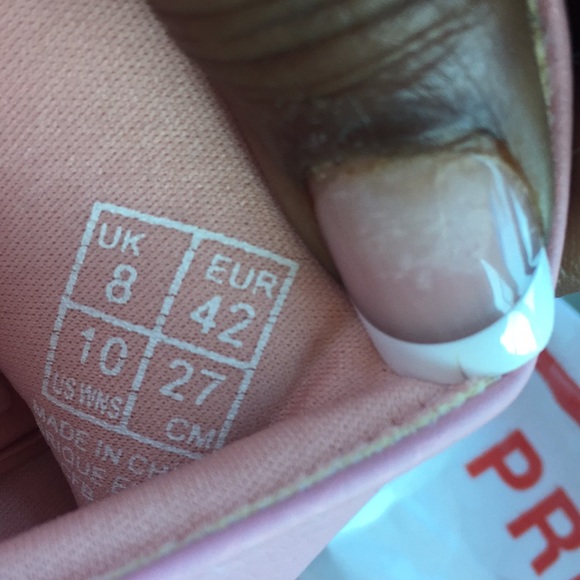 UK EUR
8 42
10 27
US WNS CM
MADE IN CH
PR